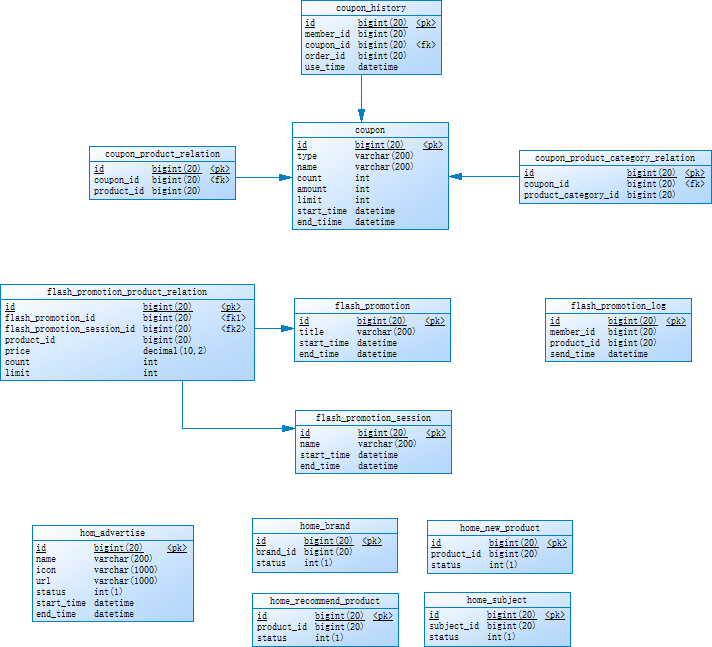 coupon_history
id bigint(20) <pk>
member_id bigint(20)
coupon_id bigint(20) <fk>
order_id bigint(20)
use_time datetime
coupon
id bigint(20) <pk>
type varchar(200)
name varchar(200)
count int
amount int
limit int
start_time datetime
end_tiime datetime
coupon_product_relation
id bigint(20) <pk>
coupon_id bigint(20) <fk>
product_id bigint(20)
coupon_product_category_relation
id bigint(20) <pk>
coupon_id bigint(20) <fk>
product_category_id bigint(20)
flash_promotion_product_relation
id bigint(20) <pk>
flash_promotion_id bigint(20) <fk1>
flash_promotion_session_id bigint(20) <fk2>
product_id bigint(20)
price decimal(10,2)
count int
limit int
flash_promotion
id bigint(20) <pk>
title varchar(200)
start_time datetime
end_time datetime
flash_promotion_log
id bigint(20) <pk>
member_id bigint(20)
product_id bigint(20)
send_time datetime
flash_promotion_session
id bigint(20) <pk>
name varchar(200)
start_time datetime
end_time datetime
hom_advertise
id bigint(20) <pk>
name varchar(200)
icon varchar(1000)
url varchar(1000)
status int(1)
start_time datetime
end_time datetime
home_brand
id bigint(20) <pk>
brand_id bigint(20)
status int(1)
home_new_product
id bigint(20) <pk>
product_id bigint(20)
status int(1)
home_recommend_product
id bigint(20) <pk>
product_id bigint(20)
status int(1)
home_subject
id bigint(20) <pk>
subject_id bigint(20)
status int(1)